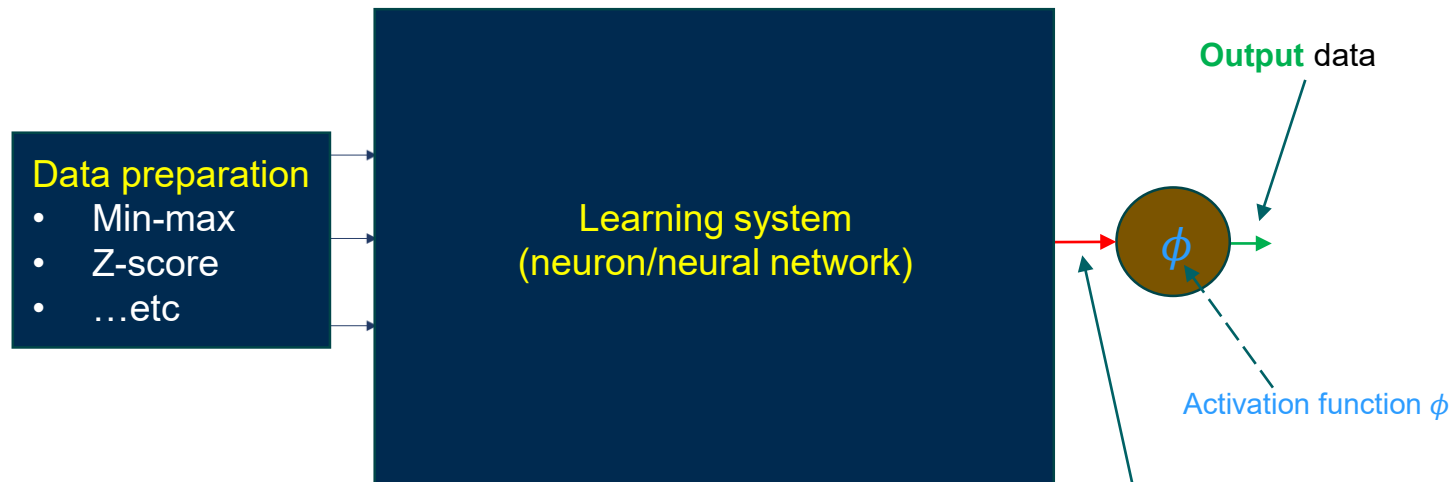 Output data
Data preparation
• Min-max
• Z-score
• …etc
Learning system
(neuron/neural network)
ϕ
Activation function ϕ